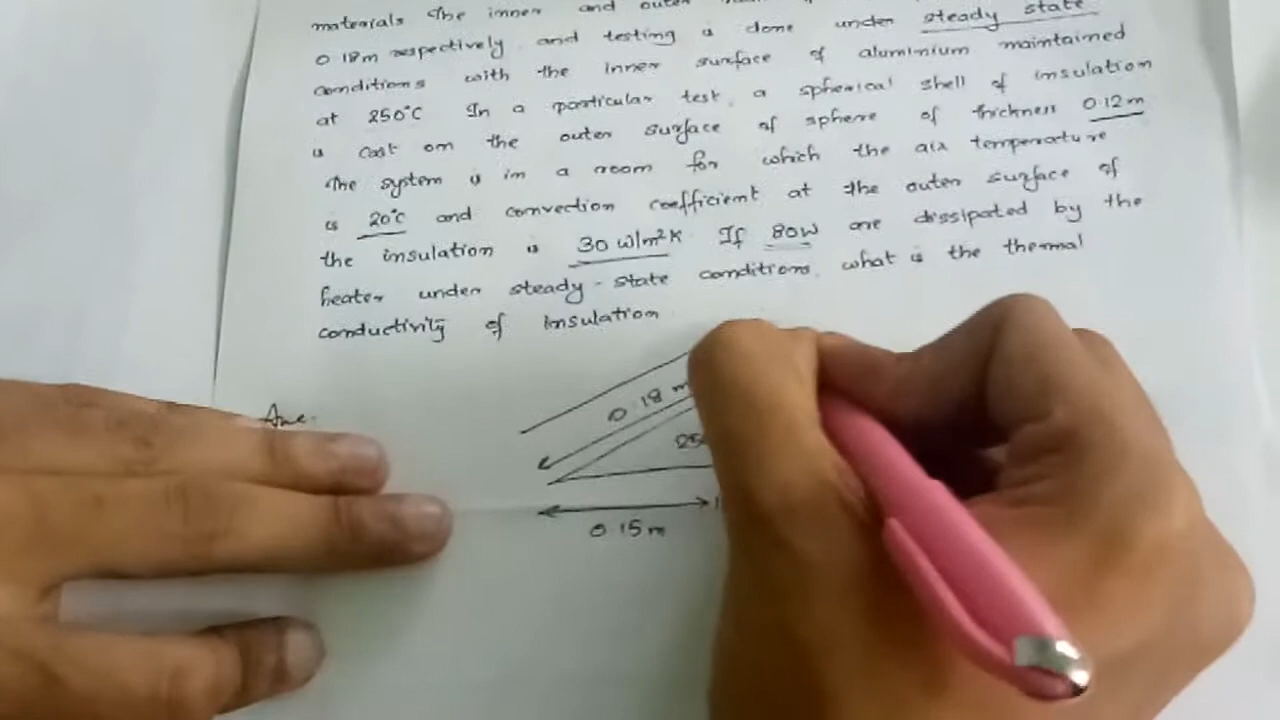 materials The inner and outer
0.18m respectively and testing is done under steady state
conditions with the inner surface of aluminium maintained
at 250°C In a particular test, a spherical shell of insulation
is cast on the outer surface of sphere of thickness 0.12m
The system is in a room for which the air temperature
is 20°C and convection coefficient at the outer surface of
the insulation is 30 W/m²K If 80W are dissipated by the
heater under steady-state conditions, what is the thermal
conductivity of insulation
Ans.
0.18 m
25
0.15m